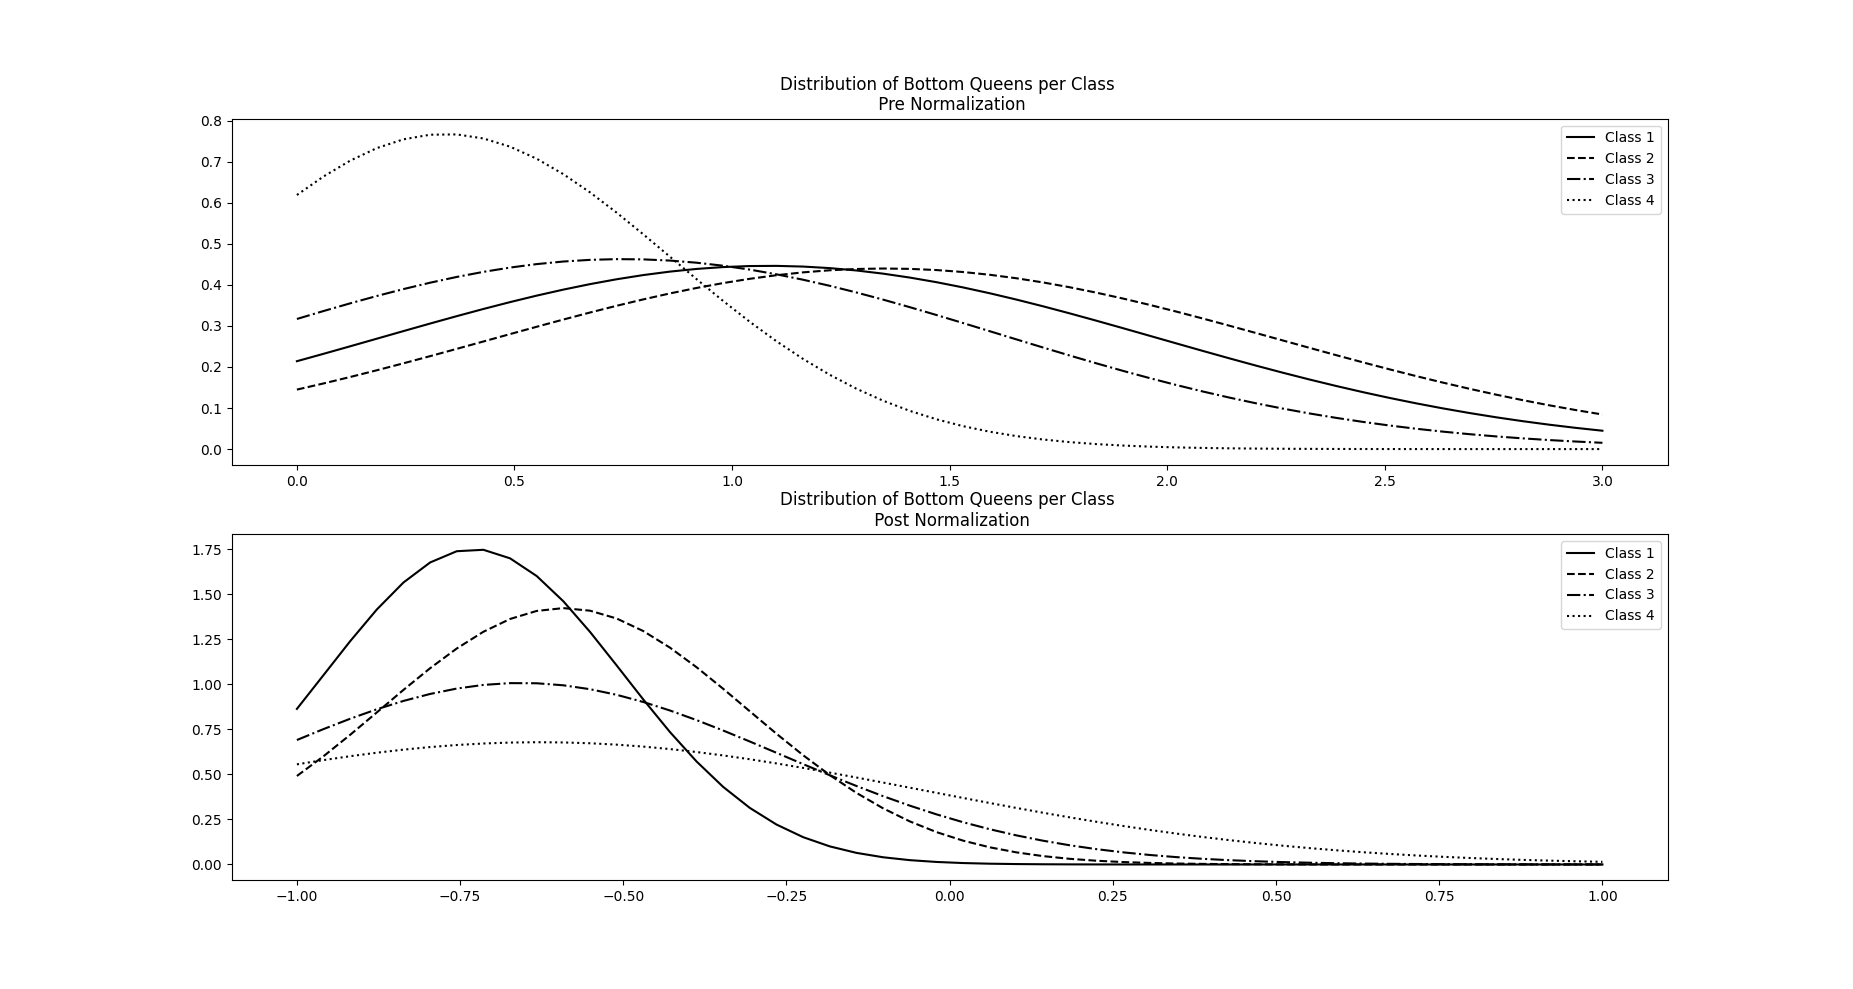 Distribution of Bottom Queens per Class
Pre Normalization
0.8
0.7
0.6
0.5
0.4
0.3
0.2
0.1
0.0
Class 1
Class 2
Class 3
Class 4
0.0 0.5 1.0 1.5 2.0 2.5 3.0
Distribution of Bottom Queens per Class
Post Normalization
1.75
1.50
1.25
1.00
0.75
0.50
0.25
0.00
Class 1
Class 2
Class 3
Class 4
−1.00 −0.75 −0.50 −0.25 0.00 0.25 0.50 0.75 1.00